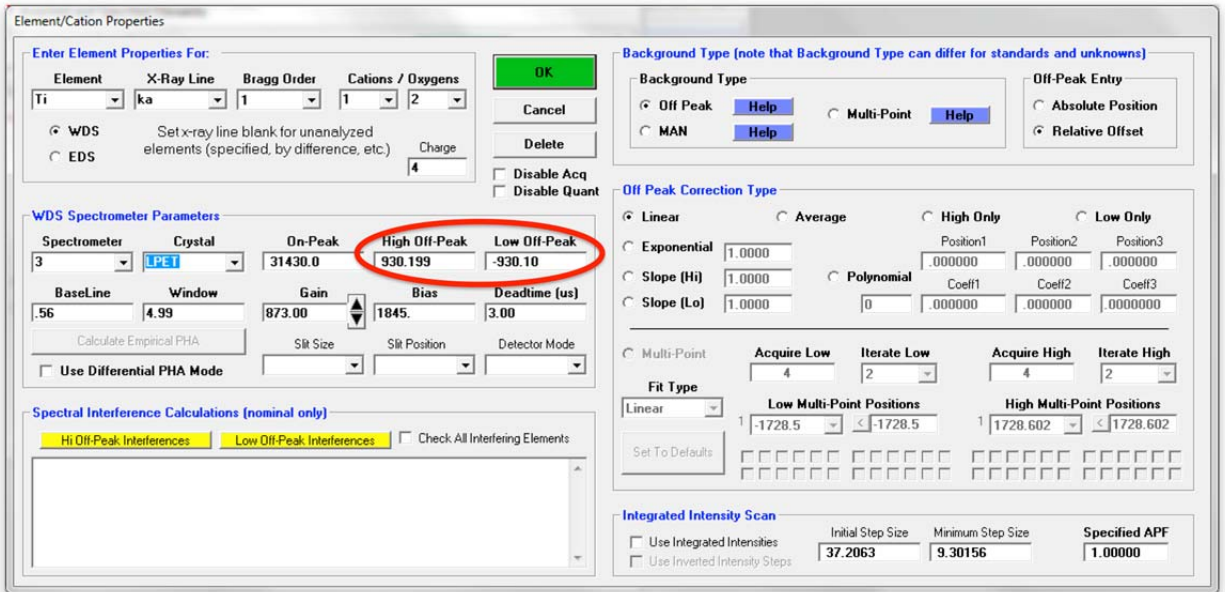 Element/Cation Properties
Enter Element Properties For:
Element X-Ray Line Bragg Order Cations / Oxygens
Ti ka 1 1 2
WDS
EDS
Set x-ray line blank for unanalyzed
elements (specified, by difference, etc.)
Charge
4
OK
Cancel
Delete
Disable Acq
Disable Quant
WDS Spectrometer Parameters
Spectrometer Crystal On-Peak High Off-Peak Low Off-Peak
3 LPET 31430.0 930.199 -930.10
BaseLine Window Gain Bias Deadtime (us)
.56 4.99 873.00 1845. 3.00
Calculate Empirical PHA
Slit Size Slit Position Detector Mode
Use Differential PHA Mode
Spectral Interference Calculations (nominal only)
Hi Off-Peak Interferences Low Off-Peak Interferences Check All Interfering Elements
Background Type (note that Background Type can differ for standards and unknowns)
Background Type
Off Peak Help
MAN Help
Multi-Point Help
Off-Peak Entry
Absolute Position
Relative Offset
Off Peak Correction Type
Linear Average High Only Low Only
Exponential 1.0000
Slope (Hi) 1.0000
Slope (Lo) 1.0000
Polynomial
0
Position1 Position2 Position3
.000000 .000000 .000000
Coeff1 Coeff2 Coeff3
.000000 .000000 .0000000
Multi-Point
Acquire Low Iterate Low Acquire High Iterate High
4 2 4 2
Fit Type
Linear
Low Multi-Point Positions High Multi-Point Positions
1 -1728.5 < -1728.5 1 1728.602 < 1728.602
Set To Defaults
Integrated Intensity Scan
Use Integrated Intensities
Use Inverted Intensity Steps
Initial Step Size Minimum Step Size Specified APF
37.2063 9.30156 1.00000